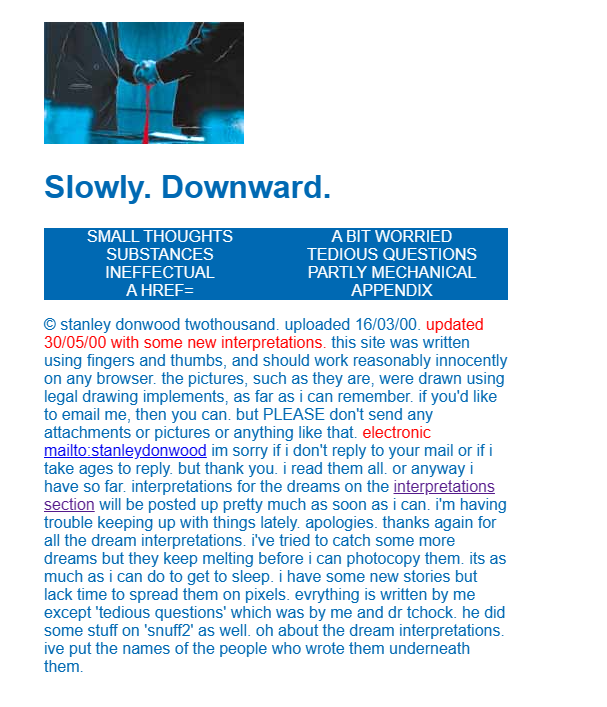 Slowly. Downward.
SMALL THOUGHTS A BIT WORRIED
SUBSTANCES TEDIOUS QUESTIONS
INEFFECTUAL PARTLY MECHANICAL
A HREF= APPENDIX
© stanley donwood twothousand. uploaded 16/03/00. updated
30/05/00 with some new interpretations. this site was written
using fingers and thumbs, and should work reasonably innocently
on any browser. the pictures, such as they are, were drawn using
legal drawing implements, as far as i can remember. if you'd like
to email me, then you can. but PLEASE don't send any
attachments or pictures or anything like that. electronic
mailto:stanleydonwood im sorry if i don't reply to your mail or if i
take ages to reply. but thank you. i read them all. or anyway i
have so far. interpretations for the dreams on the interpretations
section will be posted up pretty much as soon as i can. i'm having
trouble keeping up with things lately. apologies. thanks again for
all the dream interpretations. i've tried to catch some more
dreams but they keep melting before i can photocopy them. its as
much as i can do to get to sleep. i have some new stories but
lack time to spread them on pixels. evrything is written by me
except 'tedious questions' which was by me and dr tchock. he did
some stuff on 'snuff2' as well. oh about the dream interpretations.
ive put the names of the people who wrote them underneath
them.